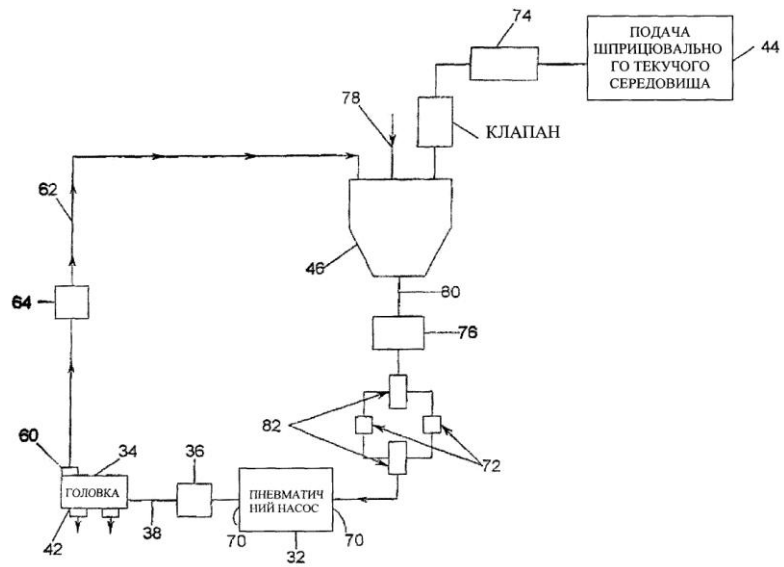 74
ПОДАЧА
ШПРИЦЮВАЛЬНО
ГО ТЕКУЧОГО
СЕРЕДОВИЩА
44
78
КЛАПАН
62
46
80
64
76
82
72
60
34
36
ГОЛОВКА
ПНЕВМАТИЧ
НИЙ НАСОС
42
38
70
70
32